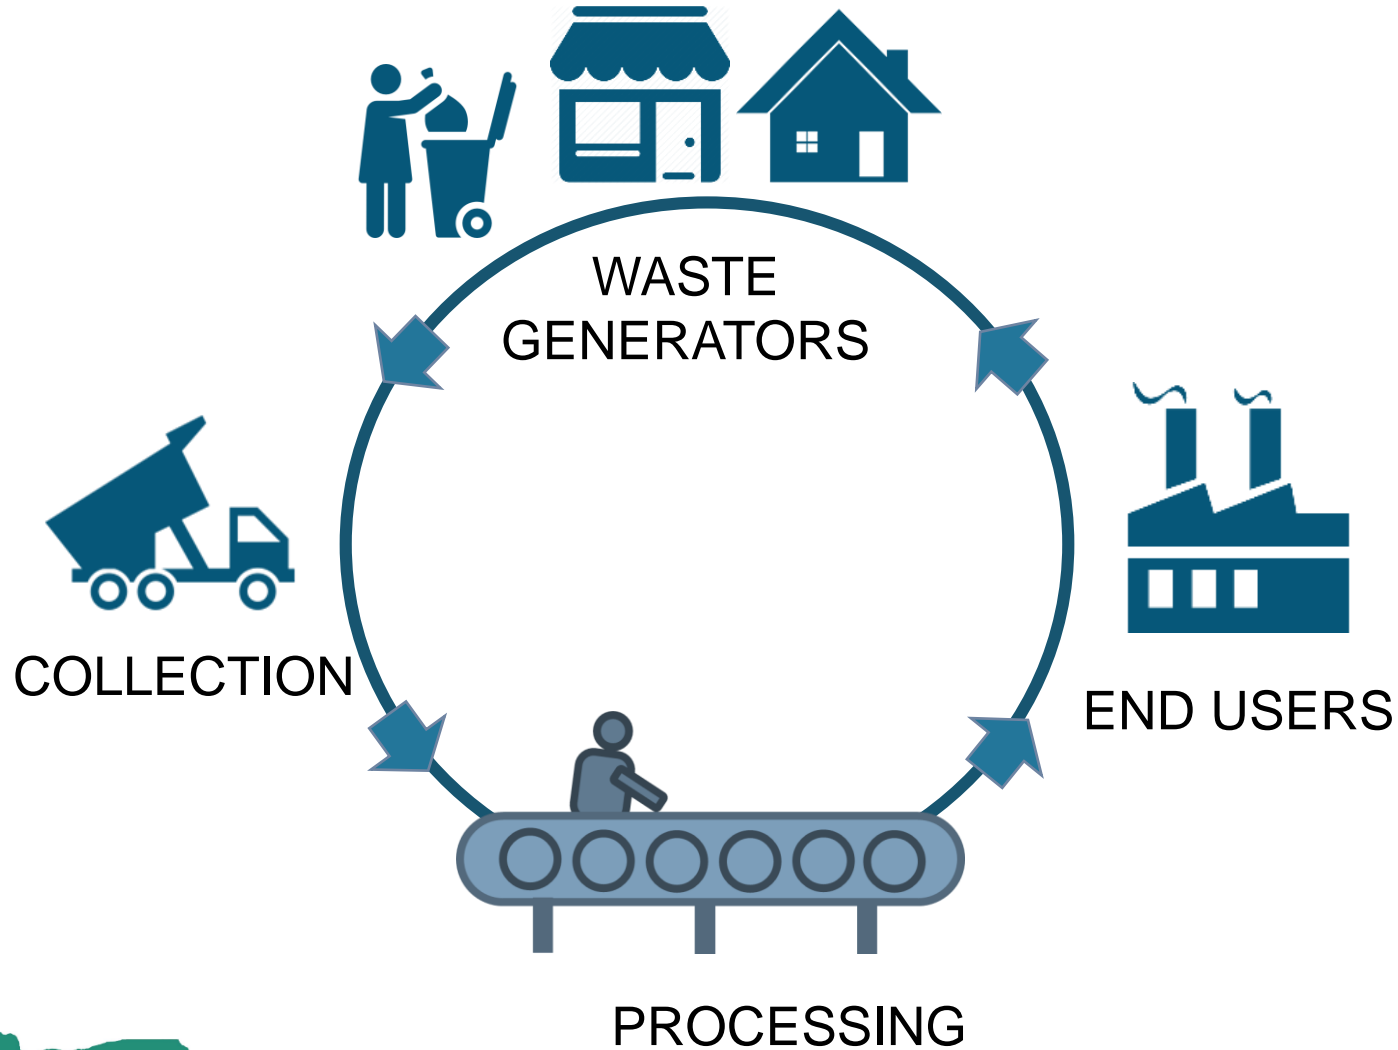 WASTE
GENERATORS
COLLECTION
END USERS
PROCESSING